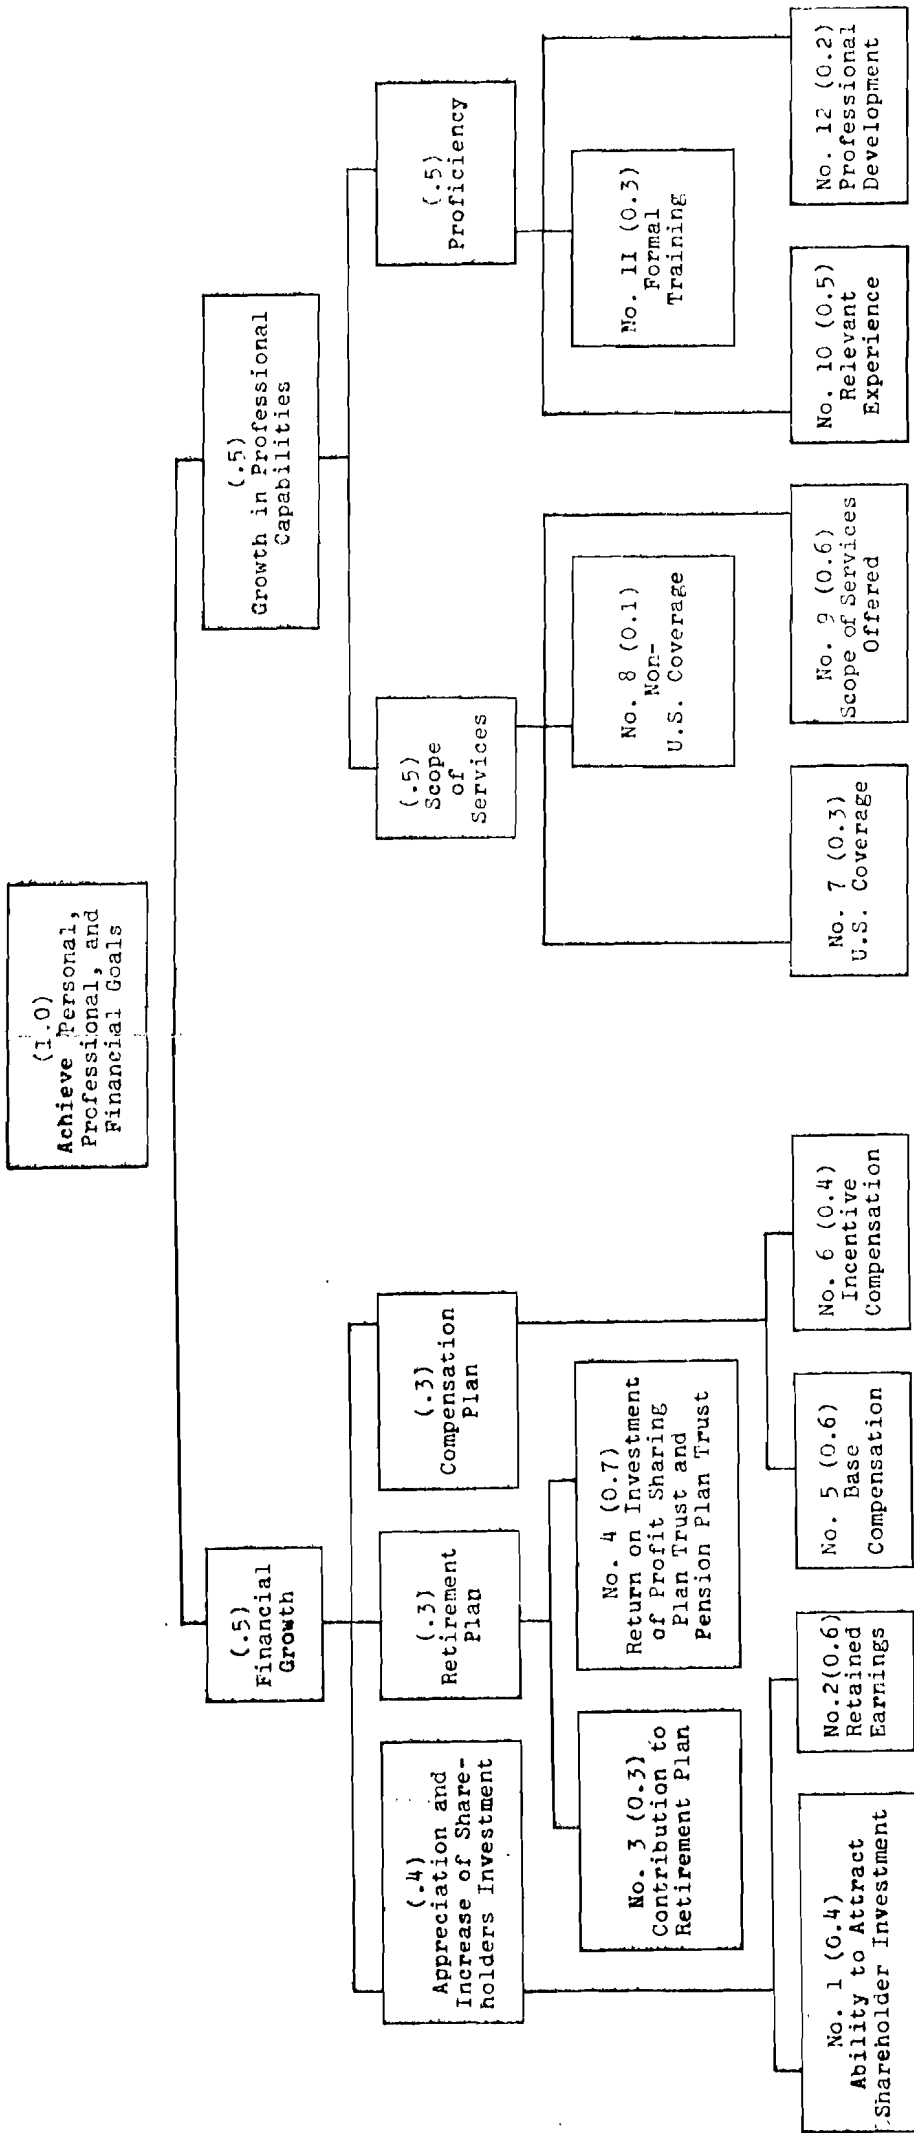 (1.0)
Achieve Personal,
Professional, and
Financial Goals
(.5)
Financial
Growth
(.5)
Growth in Professional
Capabilities
(.4)
Appreciation and
Increase of Share-
holders Investment
(.3)
Retirement
Plan
(.3)
Compensation
Plan
(.5)
Scope
of
Services
(.5)
Proficiency
No. 3 (0.3)
Contribution to
Retirement Plan
No. 4 (0.7)
Return on Investment
of Profit Sharing
Plan Trust and
Pension Plan Trust
No. 8 (0.1)
Non-
U.S. Coverage
No. 11 (0.3)
Formal
Training
No. 1 (0.4)
Ability to Attract
Shareholder Investment
No.2(0.6)
Retained
Earnings
No. 5 (0.6)
Base
Compensation
No. 6 (0.4)
Incentive
Compensation
No. 7 (0.3)
U.S. Coverage
No. 9 (0.6)
Scope of Services
Offered
No. 10 (0.5)
Relevant
Experience
No. 12 (0.2)
Professional
Development